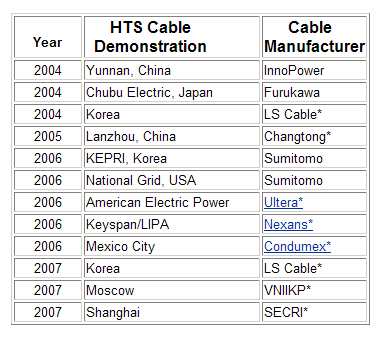 Year HTS Cable Demonstration Cable Manufacturer
2004 Yunnan, China InnoPower
2004 Chubu Electric, Japan Furukawa
2004 Korea LS Cable*
2005 Lanzhou, China Changtong*
2006 KEPRI, Korea Sumitomo
2006 National Grid, USA Sumitomo
2006 American Electric Power Ultera*
2006 Keyspan/LIPA Nexans*
2006 Mexico City Condumex*
2007 Korea LS Cable*
2007 Moscow VNIIKP*
2007 Shanghai SECRI*